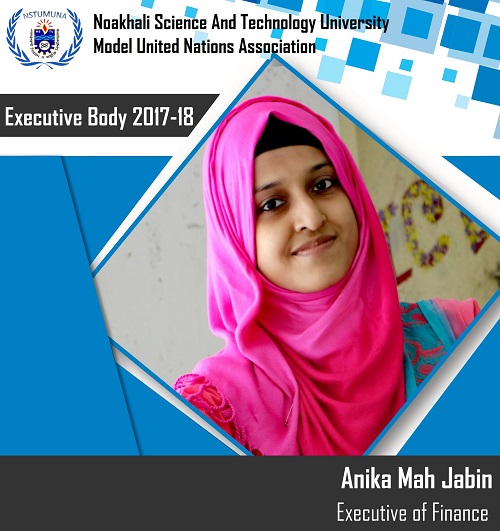 NSTUMUNA
Noakhali Science And Technology University
Model United Nations Association
Executive Body 2017-18
Anika Mah Jabin
Executive of Finance